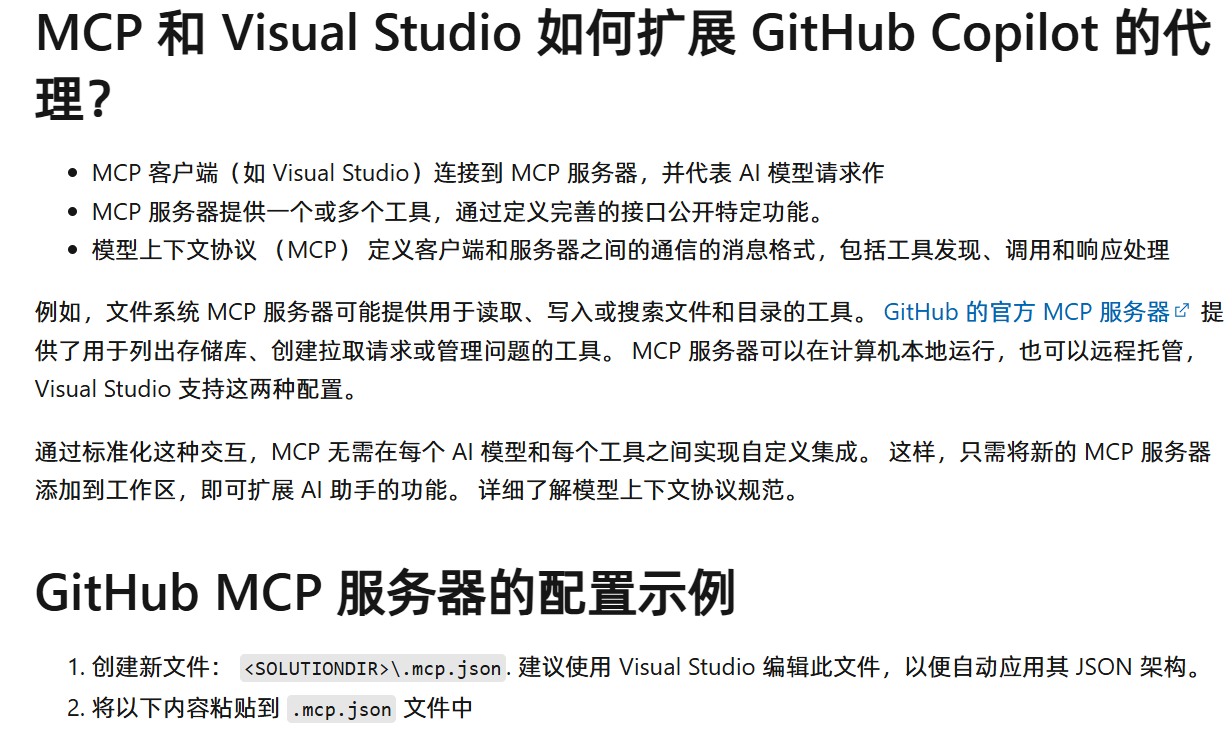 MCP 和 Visual Studio 如何扩展 GitHub Copilot 的代
理？
• MCP 客户端（如 Visual Studio）连接到 MCP 服务器，并代表 AI 模型请求作
• MCP 服务器提供一个或多个工具，通过定义完善的接口公开特定功能。
• 模型上下文协议 （MCP） 定义客户端和服务器之间的通信的消息格式，包括工具发现、调用和响应处理
例如，文件系统 MCP 服务器可能提供用于读取、写入或搜索文件和目录的工具。 GitHub 的官方 MCP 服务器 提
供了用于列出存储库、创建拉取请求或管理问题的工具。 MCP 服务器可以在计算机本地运行，也可以远程托管，
Visual Studio 支持这两种配置。
通过标准化这种交互，MCP 无需在每个 AI 模型和每个工具之间实现自定义集成。 这样，只需将新的 MCP 服务器
添加到工作区，即可扩展 AI 助手的功能。 详细了解模型上下文协议规范。
GitHub MCP 服务器的配置示例
1. 创建新文件： <SOLUTIONDIR>\.mcp.json. 建议使用 Visual Studio 编辑此文件，以便自动应用其 JSON 架构。
2. 将以下内容粘贴到 .mcp.json 文件中